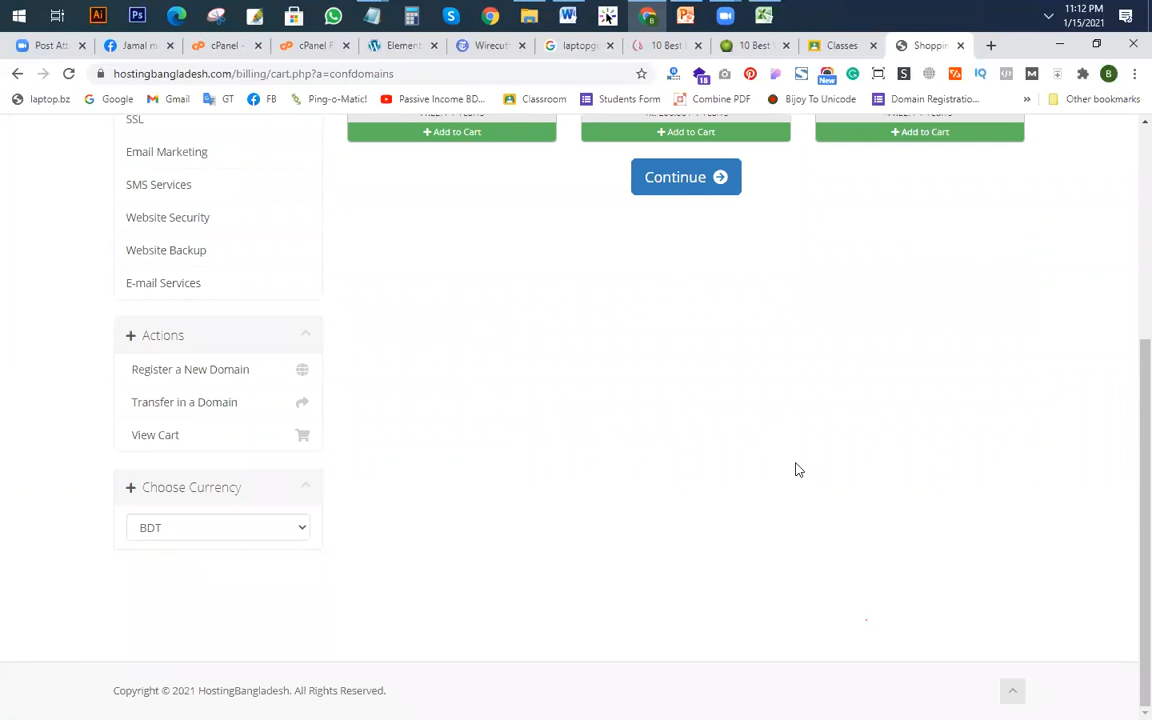 11:12 PM
1/15/2021
Post Att
Jamal m
cPanel -
cPanel F
Element
Wirecut
laptopg
10 Best
10 Best
Classes
Shoppin
hostingbangladesh.com/billing/cart.php?a=confdomains
18
New
B
laptop.bz
Google
Gmail
GT
FB
Ping-o-Matic!
Passive Income BD...
Classroom
Students Form
Combine PDF
Bijoy To Unicode
Domain Registratio...
Other bookmarks
SSL
Add to Cart
Add to Cart
Add to Cart
Email Marketing
Continue
SMS Services
Website Security
Website Backup
E-mail Services
Actions
Register a New Domain
Transfer in a Domain
View Cart
Choose Currency
BDT
Copyright © 2021 HostingBangladesh. All Rights Reserved.